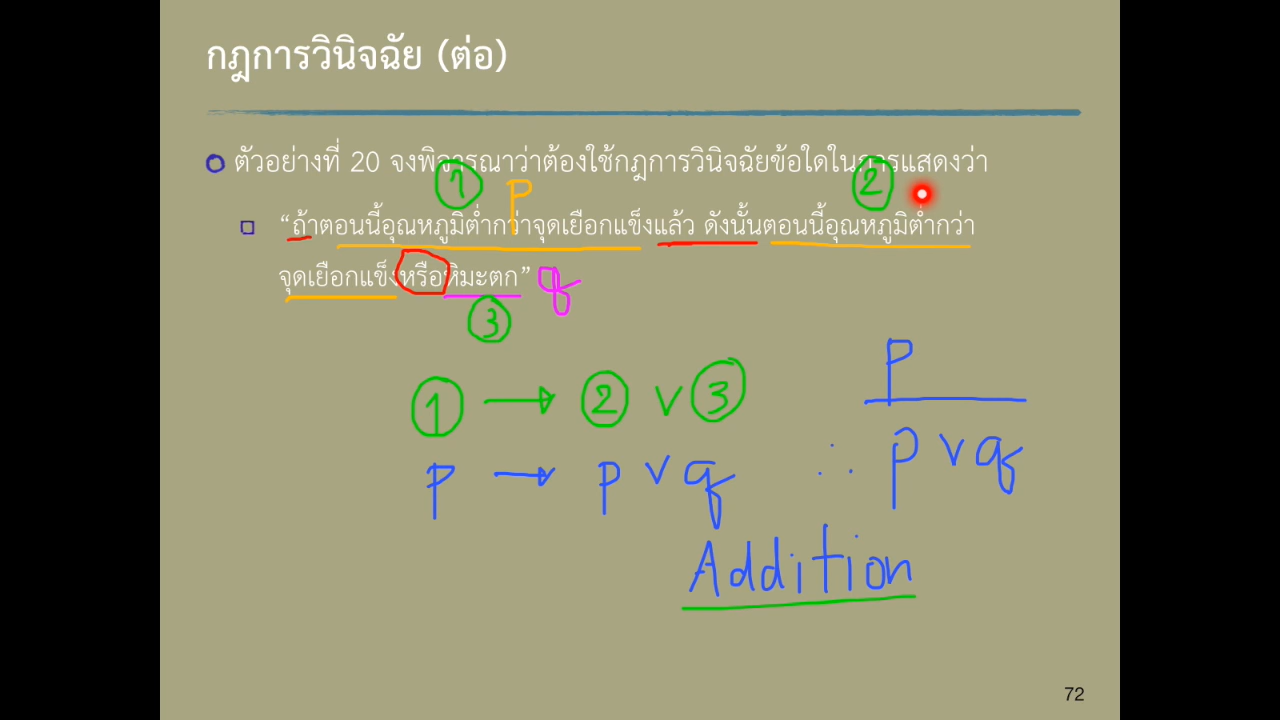 กฎการวินิจฉัย (ต่อ)
ตัวอย่างที่ 20 จงพิจารณาว่าต้องใช้กฎการวินิจฉัยข้อใดในการแสดงว่า
1 P 2
“ถ้าตอนนี้อุณหภูมิต่ำกว่าจุดเยือกแข็งแล้ว ดังนั้นตอนนี้อุณหภูมิต่ำกว่า
จุดเยือกแข็งหรือหิมะตก” q
3
P
1 → 2 ∨ 3
p → p ∨ q
∴ p ∨ q
Addition
72